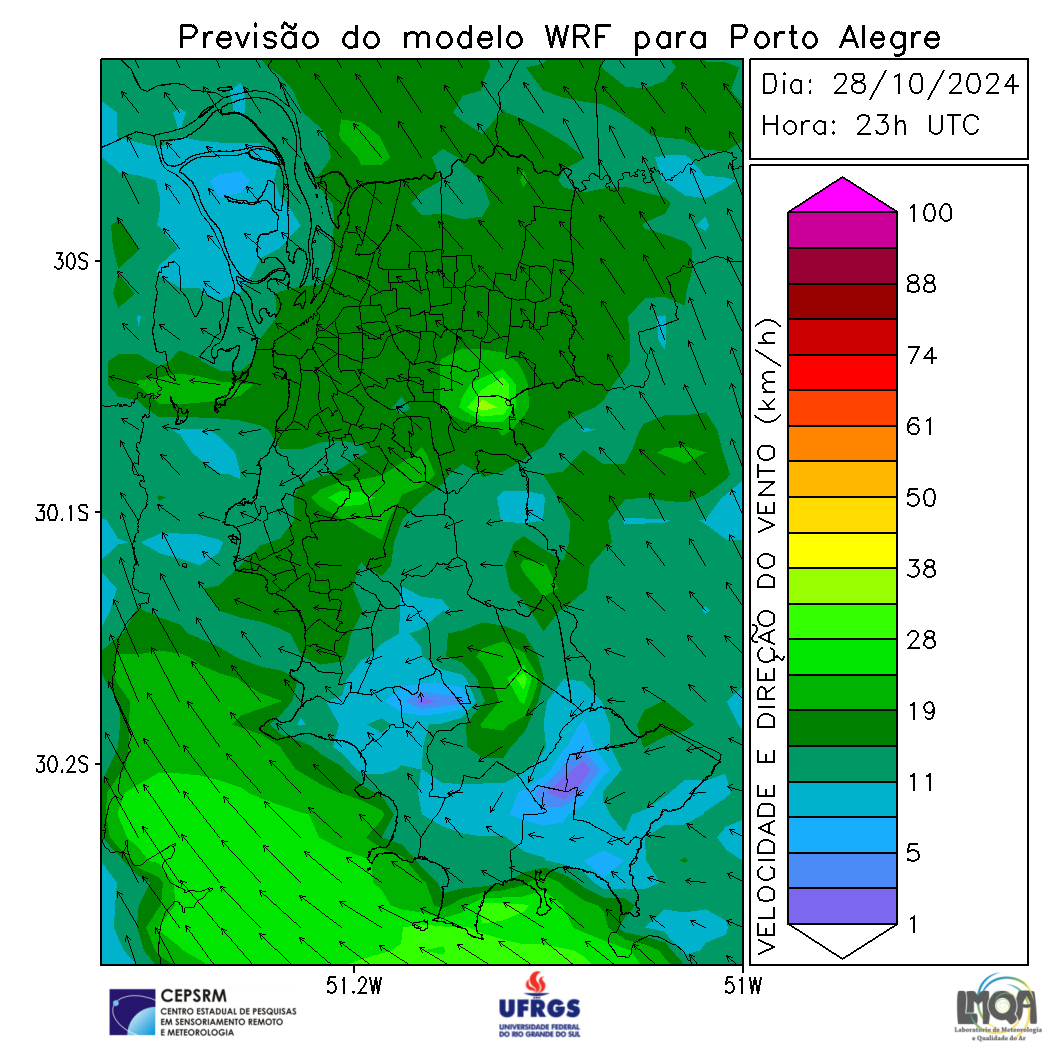 Previsão do modelo WRF para Porto Alegre
Dia: 28/10/2024
Hora: 23h UTC
30S
30.1S
30.2S
51.2W
51W
VELOCIDADE E DIREÇÃO DO VENTO (km/h)
100
88
74
61
50
38
28
19
11
5
1
CEPSRM
CENTRO ESTADUAL DE PESQUISAS
EM SENSORIAMENTO REMOTO
E METEOROLOGIA
UFRGS
UNIVERSIDADE FEDERAL
DO RIO GRANDE DO SUL
LMQA
Laboratório de Meteorologia
e Qualidade do Ar